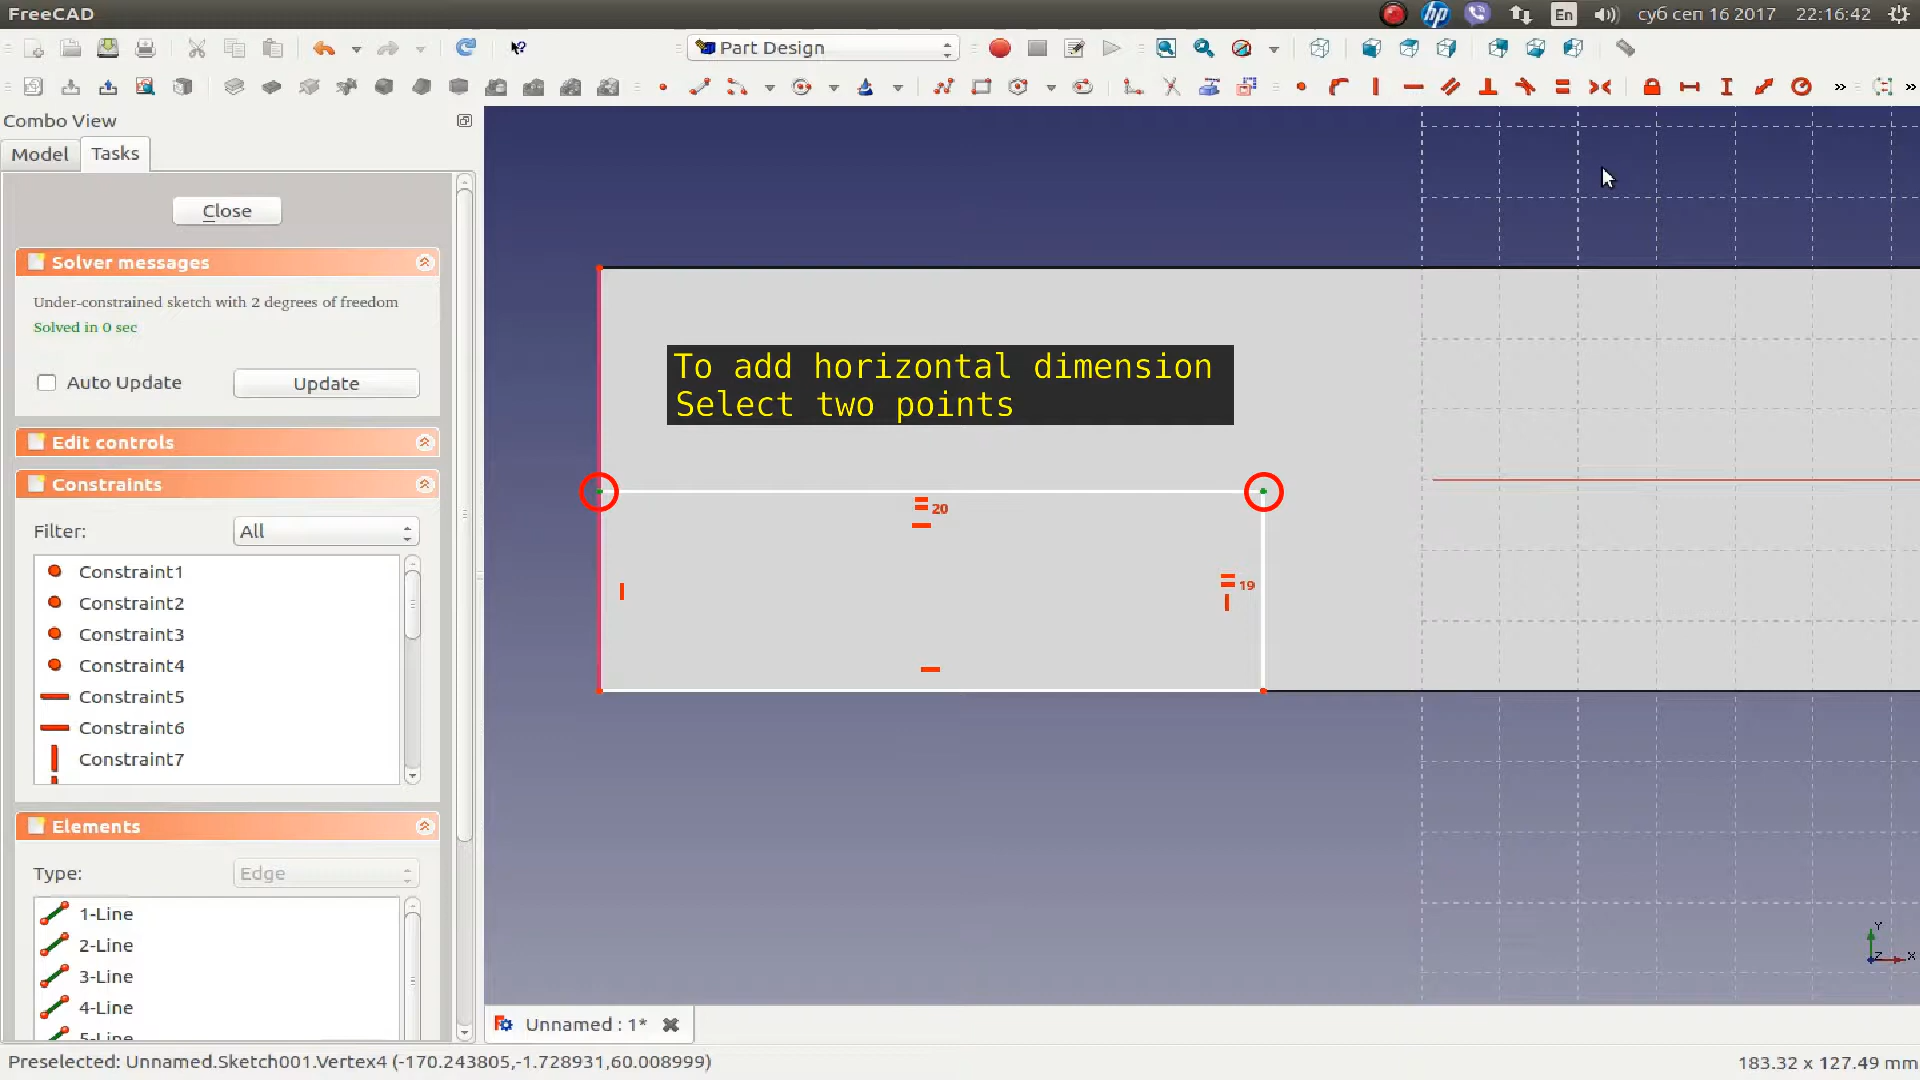 FreeCAD
En
суб сеп 16 2017 22:16:42
Part Design
Combo View
Model
Tasks
Close
Solver messages
Under-constrained sketch with 2 degrees of freedom
Solved in 0 sec
Auto Update
Update
Edit controls
Constraints
Filter:
All
Constraint1
Constraint2
Constraint3
Constraint4
Constraint5
Constraint6
Constraint7
Elements
Type:
Edge
1-Line
2-Line
3-Line
4-Line
5-Line
To add horizontal dimension
Select two points
20
19
Y
Z
X
Unnamed : 1*
Preselected: Unnamed.Sketch001.Vertex4 (-170.243805,-1.728931,60.008999)
183.32 x 127.49 mm